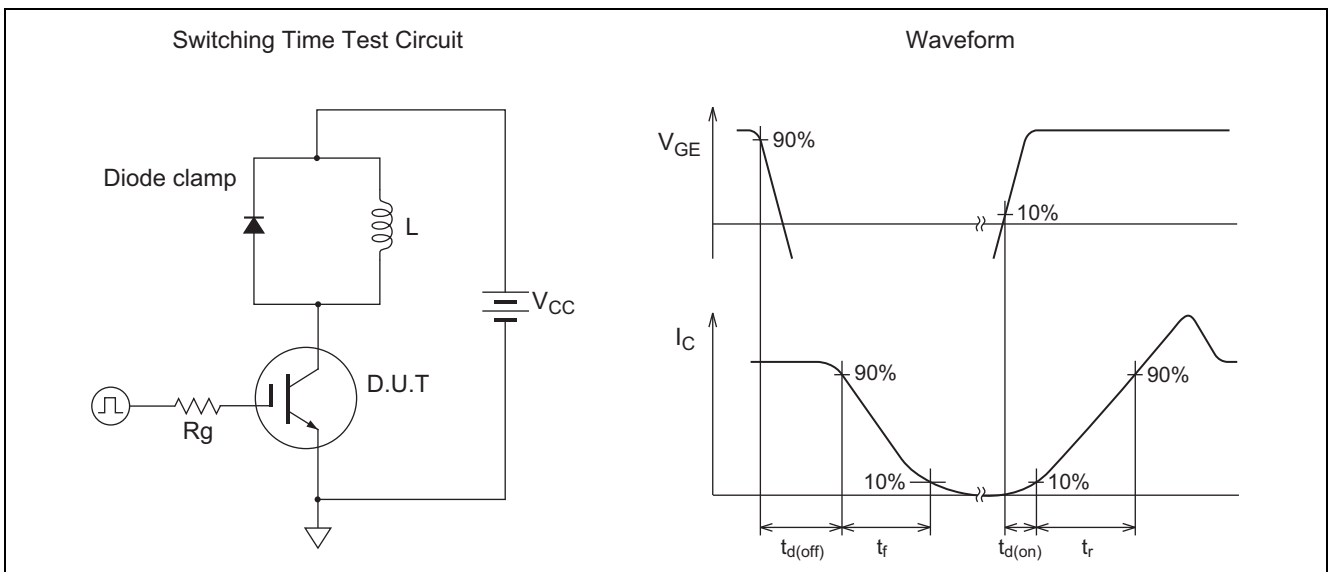 Switching Time Test Circuit
Diode clamp
L
V_CC
D.U.T
Rg
Waveform
V_GE
90%
10%
I_C
90%
90%
10%
10%
t_d(off)
t_f
t_d(on)
t_r